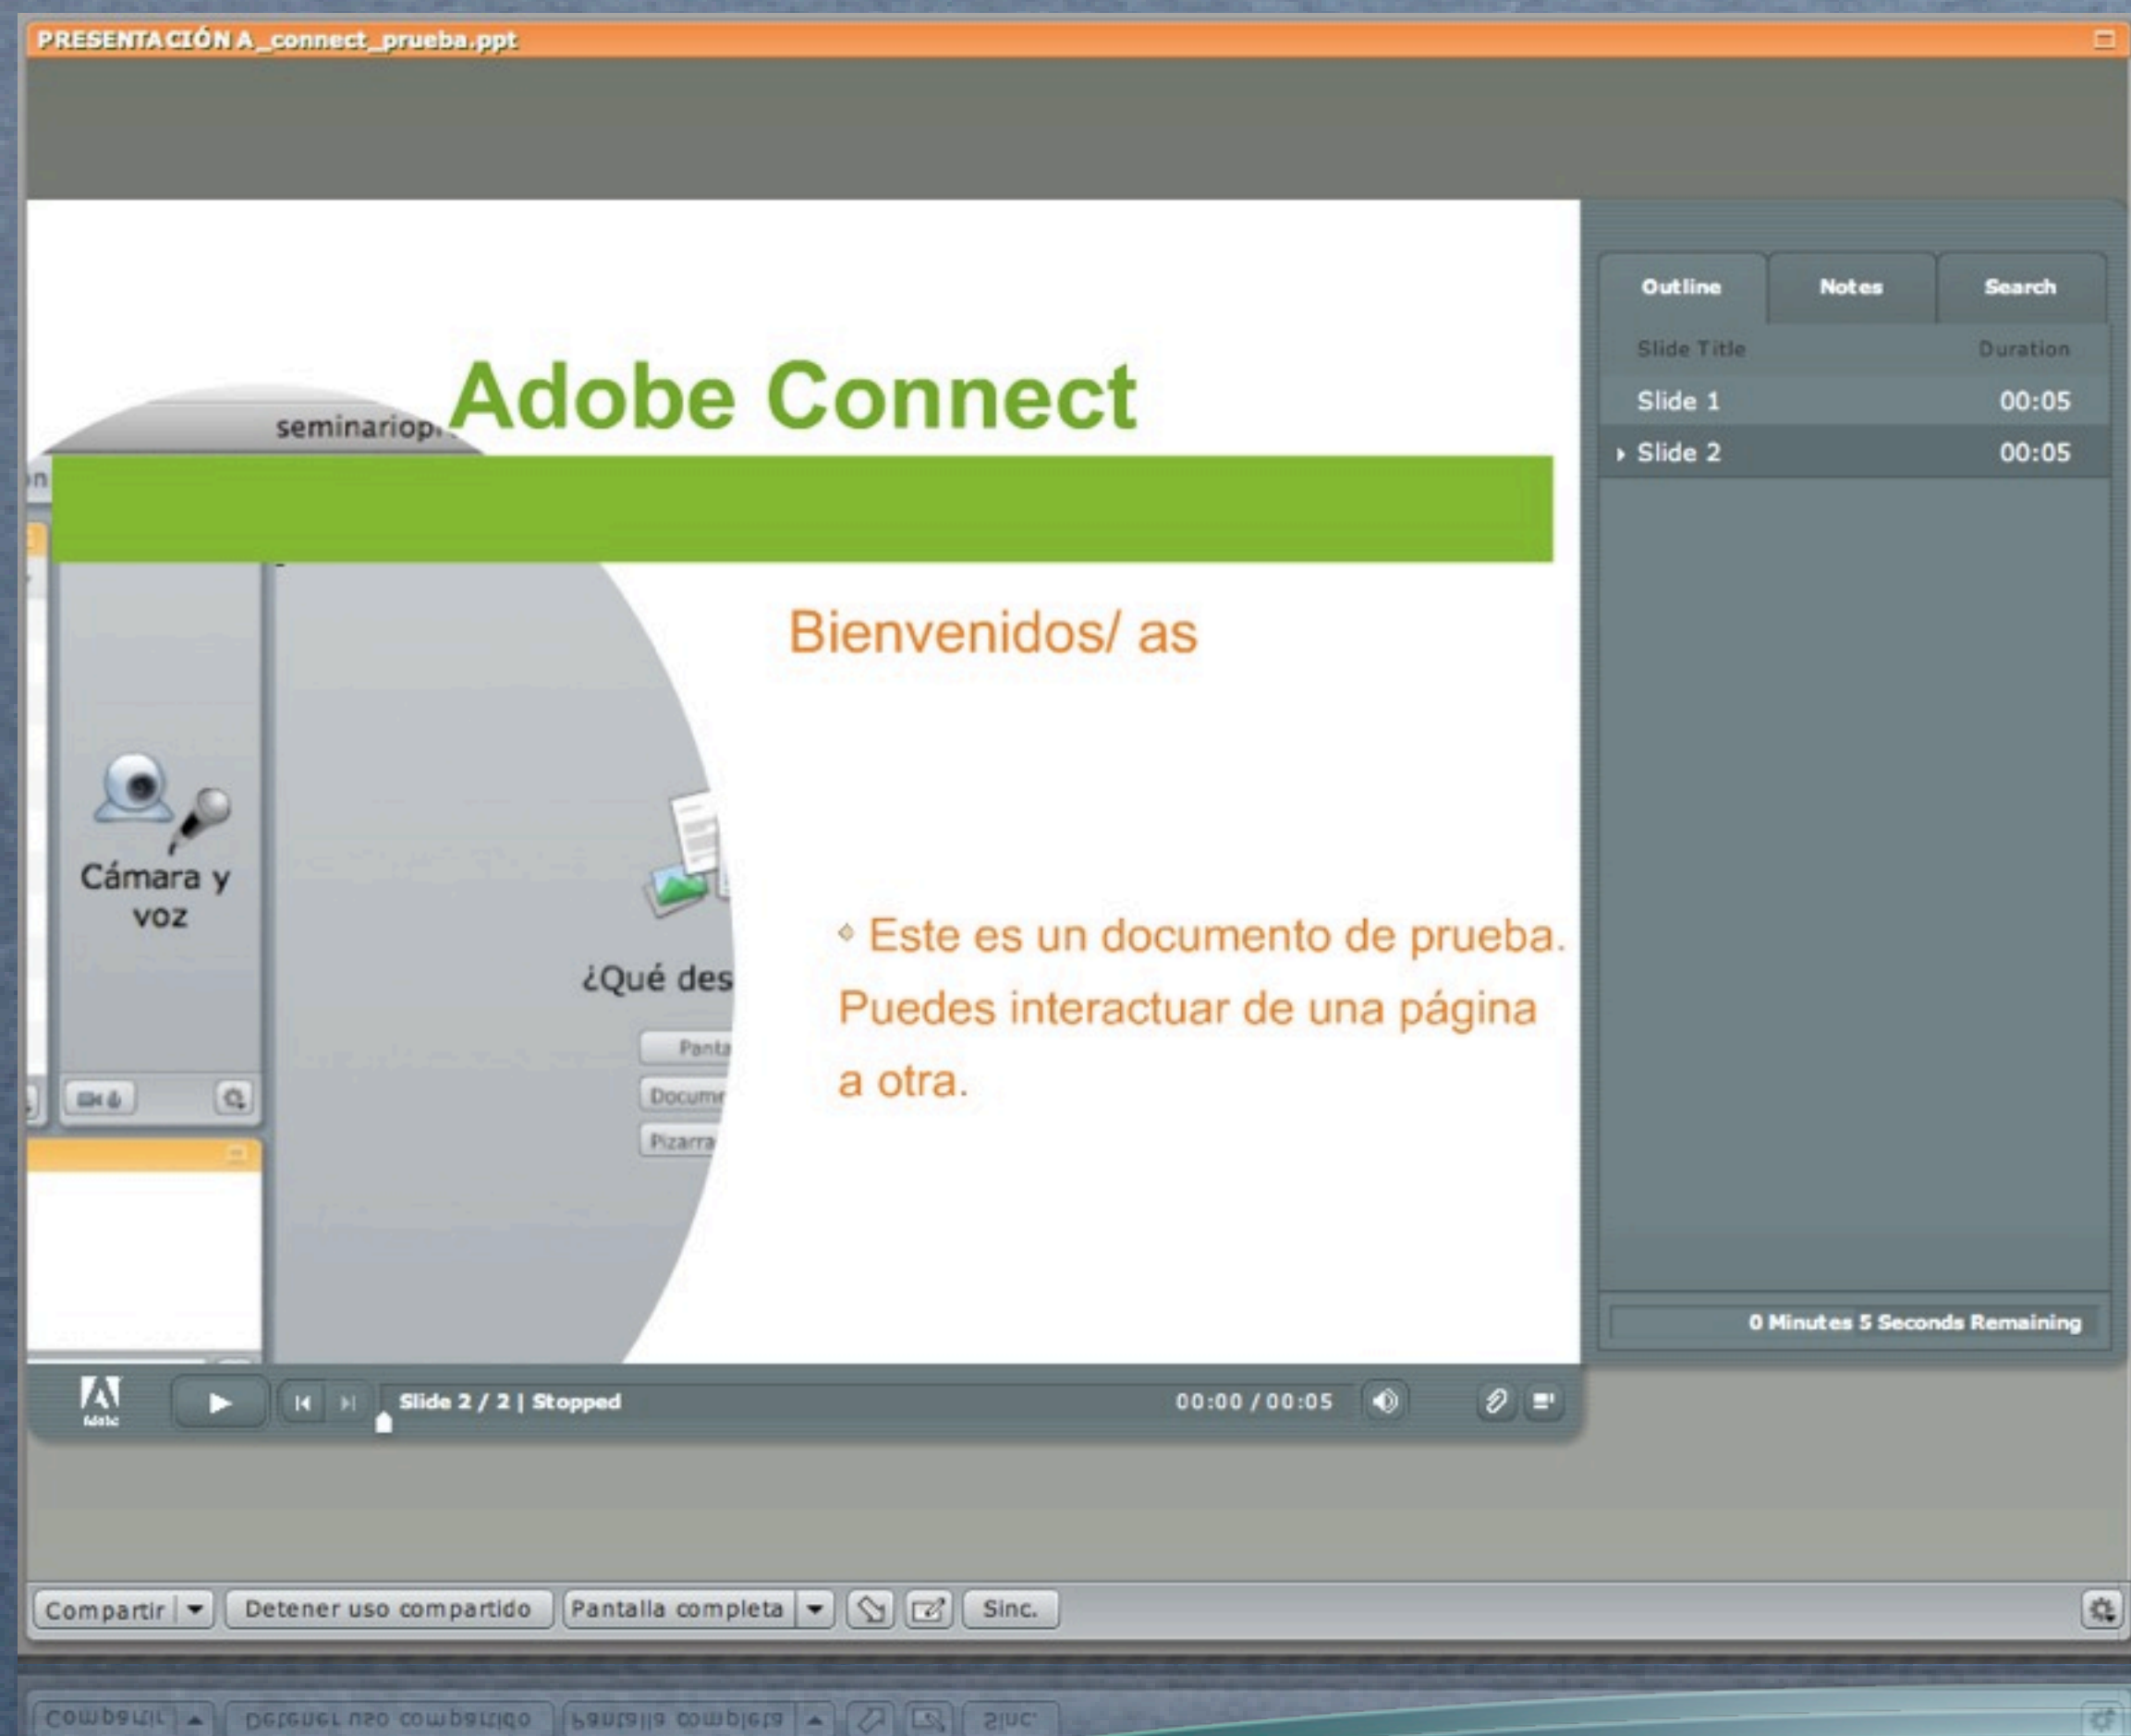 PRESENTACIÓN A_connect_prueba.ppt
Adobe Connect
seminariop
Bienvenidos/ as
Cámara y
voz
¿Qué des
Panta
Docume
Pizarra
Este es un documento de prueba.
Puedes interactuar de una página
a otra.
Outline Notes Search
Slide Title Duration
Slide 1 00:05
Slide 2 00:05
0 Minutes 5 Seconds Remaining
Adobe
Slide 2 / 2 | Stopped 00:00 / 00:05
Compartir Detener uso compartido Pantalla completa Sinc.